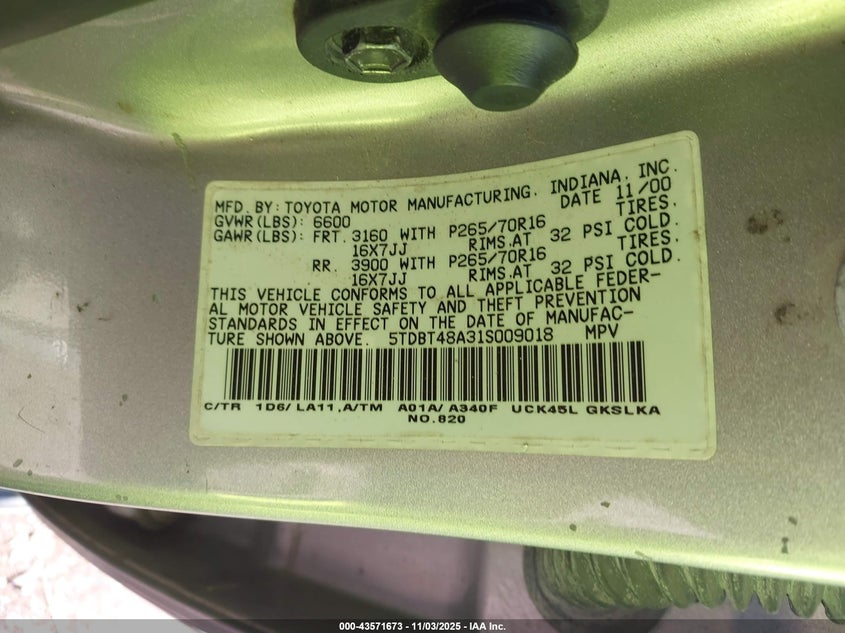 MFD. BY: TOYOTA MOTOR MANUFACTURING, INDIANA, INC.
DATE 11/00
GVWR(LBS): 6600
GAWR(LBS): FRT. 3160 WITH P265/70R16 TIRES.
16X7JJ RIMS.AT 32 PSI COLD.
RR. 3900 WITH P265/70R16 TIRES.
16X7JJ RIMS.AT 32 PSI COLD.
THIS VEHICLE CONFORMS TO ALL APPLICABLE FEDER-
AL MOTOR VEHICLE SAFETY AND THEFT PREVENTION
STANDARDS IN EFFECT ON THE DATE OF MANUFAC-
TURE SHOWN ABOVE. 5TDBT48A31S009018 MPV
C/TR 1D6/LA11,A/TM A01A/A340F UCK45L GKSLKA
NO.820
000-43571673 - 11/03/2025 - IAA Inc.